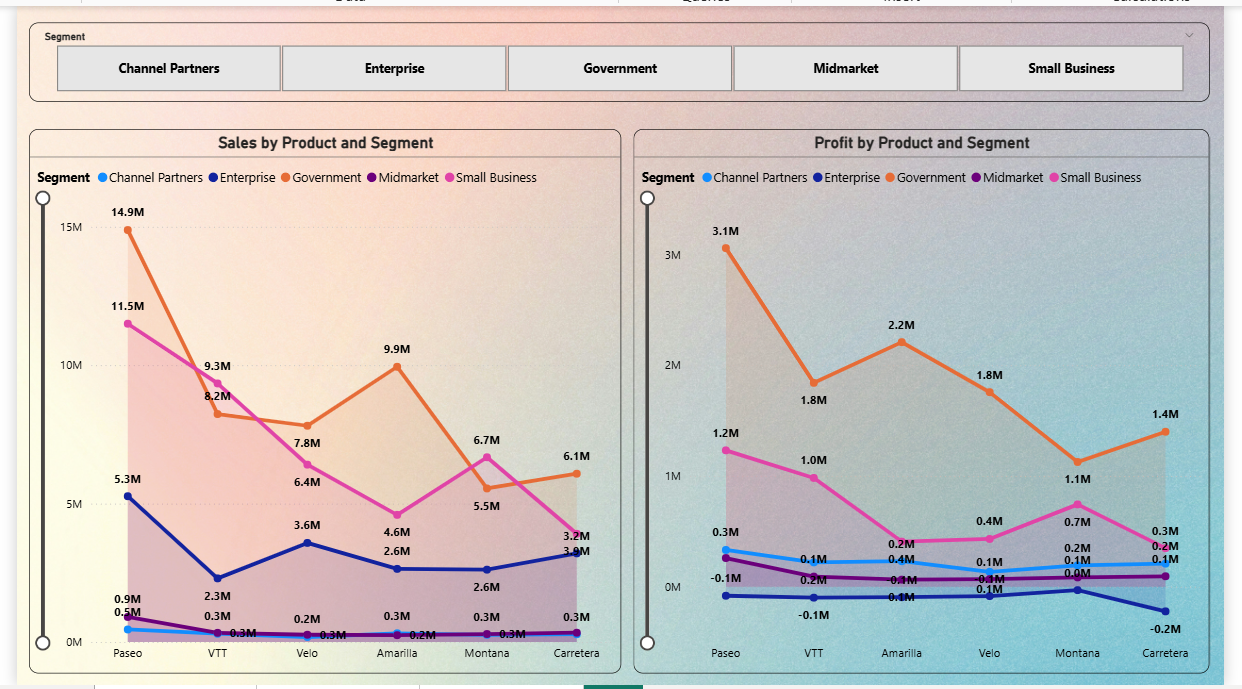 Segment
Channel Partners Enterprise Government Midmarket Small Business
Sales by Product and Segment
Segment Channel Partners Enterprise Government Midmarket Small Business
14.9M
15M
11.5M
10M
9.3M
8.2M
9.9M
7.8M
6.4M
6.7M
6.1M
5.3M
5M
5.5M
4.6M
3.6M
2.6M
3.2M
3.9M
2.3M
2.6M
0.9M
0.5M
0.3M
0.3M
0.2M
0.3M
0.3M
0.2M
0.3M
0.3M
0.3M
0M
Paseo VTT Velo Amarilla Montana Carretera
Profit by Product and Segment
Segment Channel Partners Enterprise Government Midmarket Small Business
3.1M
3M
2.2M
2M
1.8M
1.8M
1.4M
1.2M
1.0M
1M
1.1M
0.7M
0.4M
0.3M
0.3M
0.2M
0.2M
0.2M
0.4M
0.1M
0.1M
0.1M
0.1M
0.2M
0.1M
0.0M
-0.1M
0M
0.1M
-0.1M
-0.2M
Paseo VTT Velo Amarilla Montana Carretera